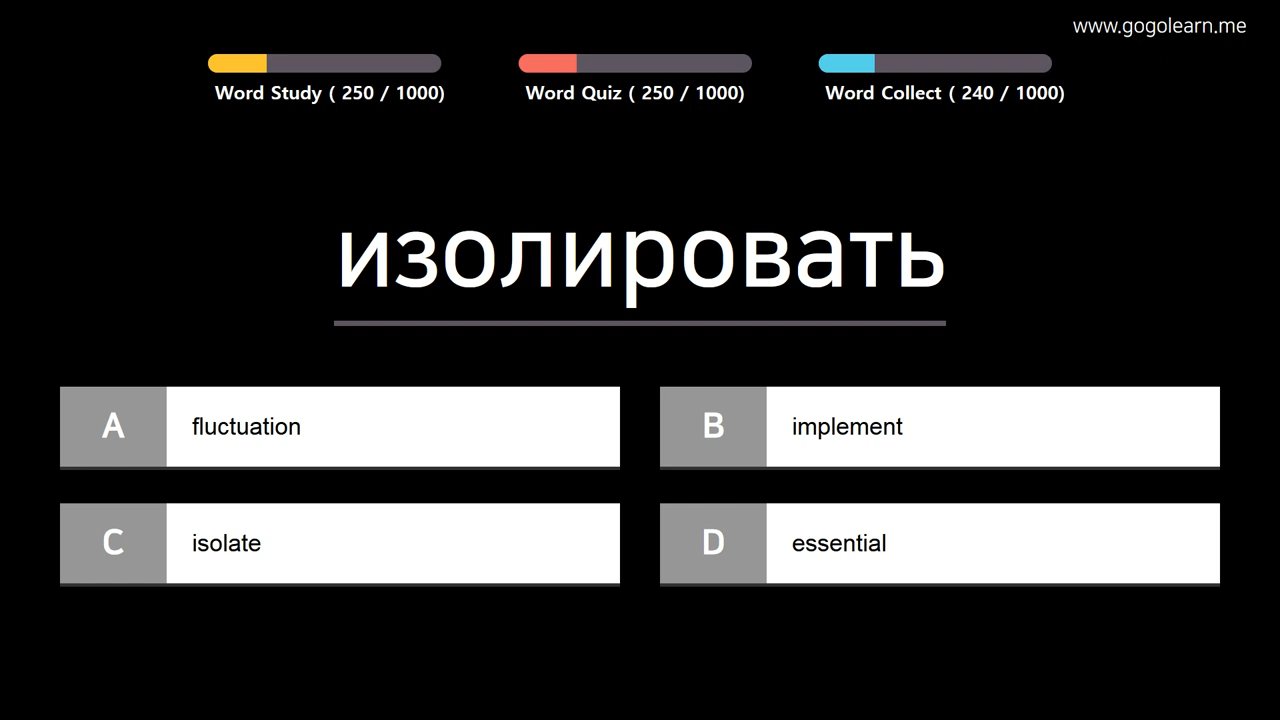 www.gogolearn.me
Word Study ( 250 / 1000)
Word Quiz ( 250 / 1000)
Word Collect ( 240 / 1000)
изолировать
A fluctuation
B implement
C isolate
D essential